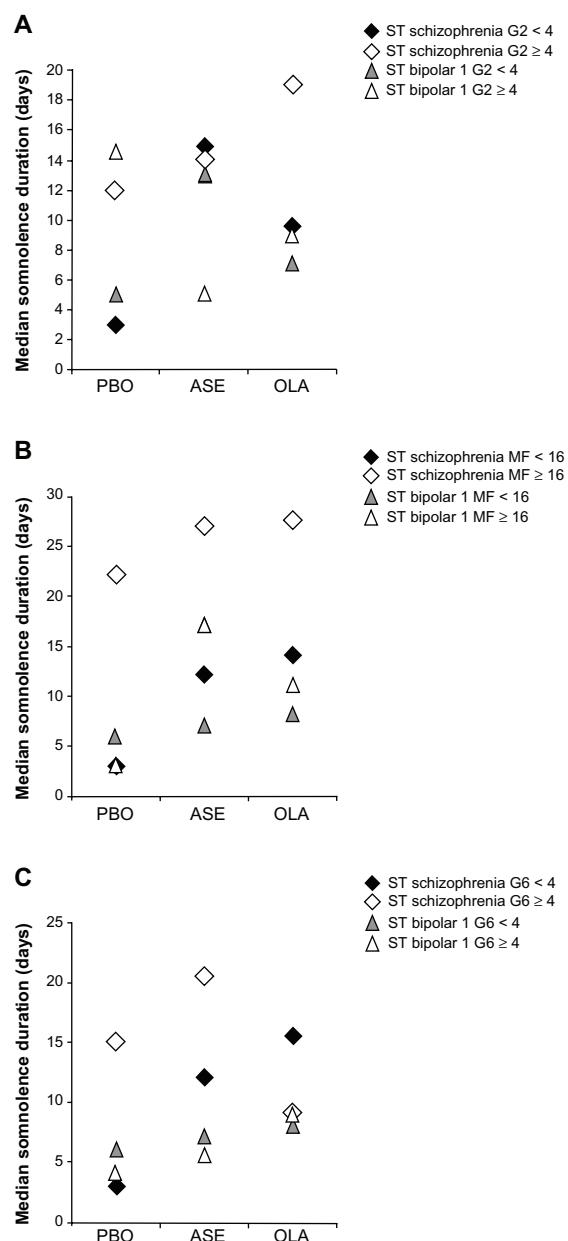 A
ST schizophrenia G2 < 4
ST schizophrenia G2 ≥ 4
ST bipolar 1 G2 < 4
ST bipolar 1 G2 ≥ 4
Median somnolence duration (days)
20
18
16
14
12
10
8
6
4
2
0
PBO ASE OLA
B
ST schizophrenia MF < 16
ST schizophrenia MF ≥ 16
ST bipolar 1 MF < 16
ST bipolar 1 MF ≥ 16
Median somnolence duration (days)
30
25
20
15
10
5
0
PBO ASE OLA
C
ST schizophrenia G6 < 4
ST schizophrenia G6 ≥ 4
ST bipolar 1 G6 < 4
ST bipolar 1 G6 ≥ 4
Median somnolence duration (days)
25
20
15
10
5
0
PBO ASE OLA